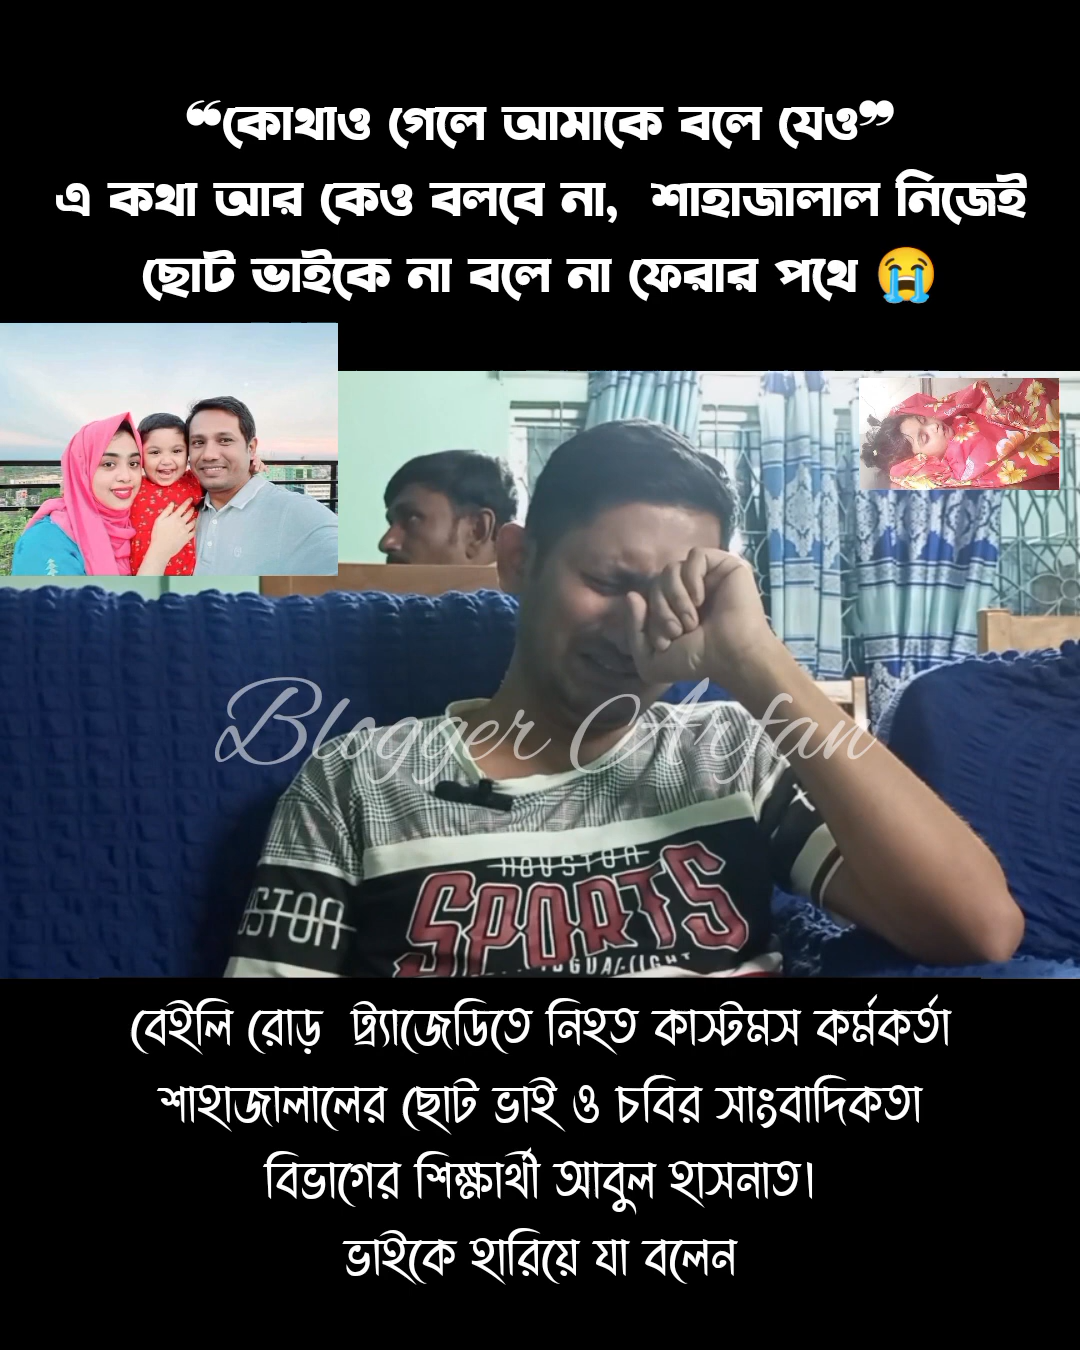 “কোথাও গেলে আমাকে বলে যেও”
এ কথা আর কেও বলবে না, শাহাজালাল নিজেই
ছোট ভাইকে না বলে না ফেরার পথে 😭
Blogger Arfan
HOUSTON
SPORTS
STON
বেইলি রোড় ট্র্যাজেডিতে নিহত কাস্টমস কর্মকর্তা
শাহাজালালের ছোট ভাই ও চবির সাংবাদিকতা
বিভাগের শিক্ষার্থী আবুল হাসনাত।
ভাইকে হারিয়ে যা বলেন